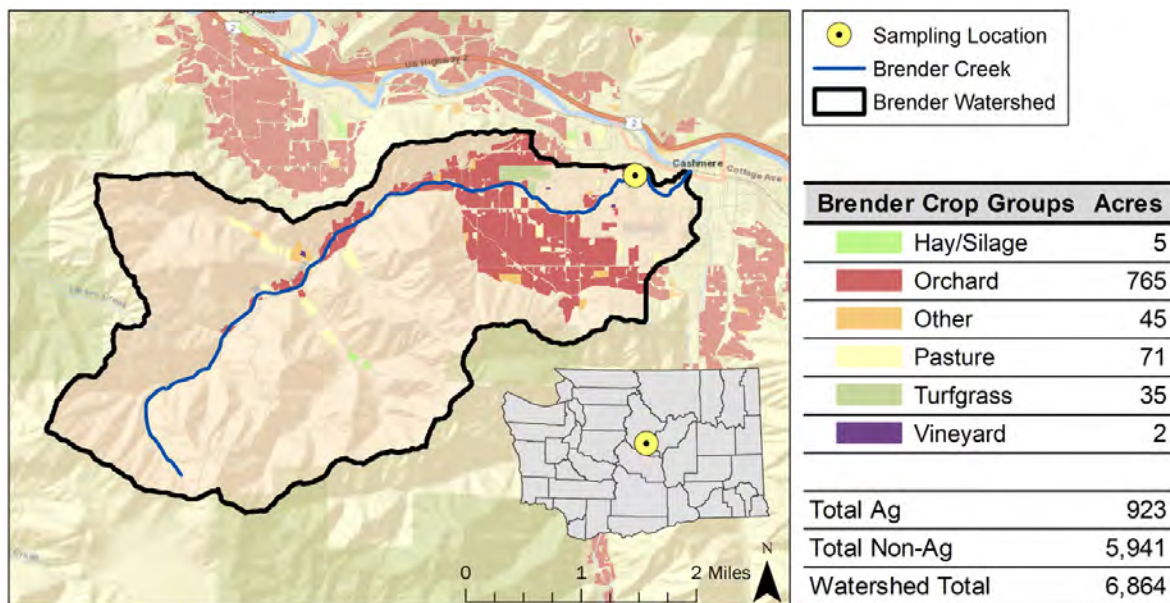 2
US Highway 2
2
Cashmere
Cottage Ave
N
0 1 2 Miles
Sampling Location
Brender Creek
Brender Watershed
Brender Crop Groups Acres
Hay/Silage 5
Orchard 765
Other 45
Pasture 71
Turfgrass 35
Vineyard 2
Total Ag 923
Total Non-Ag 5,941
Watershed Total 6,864